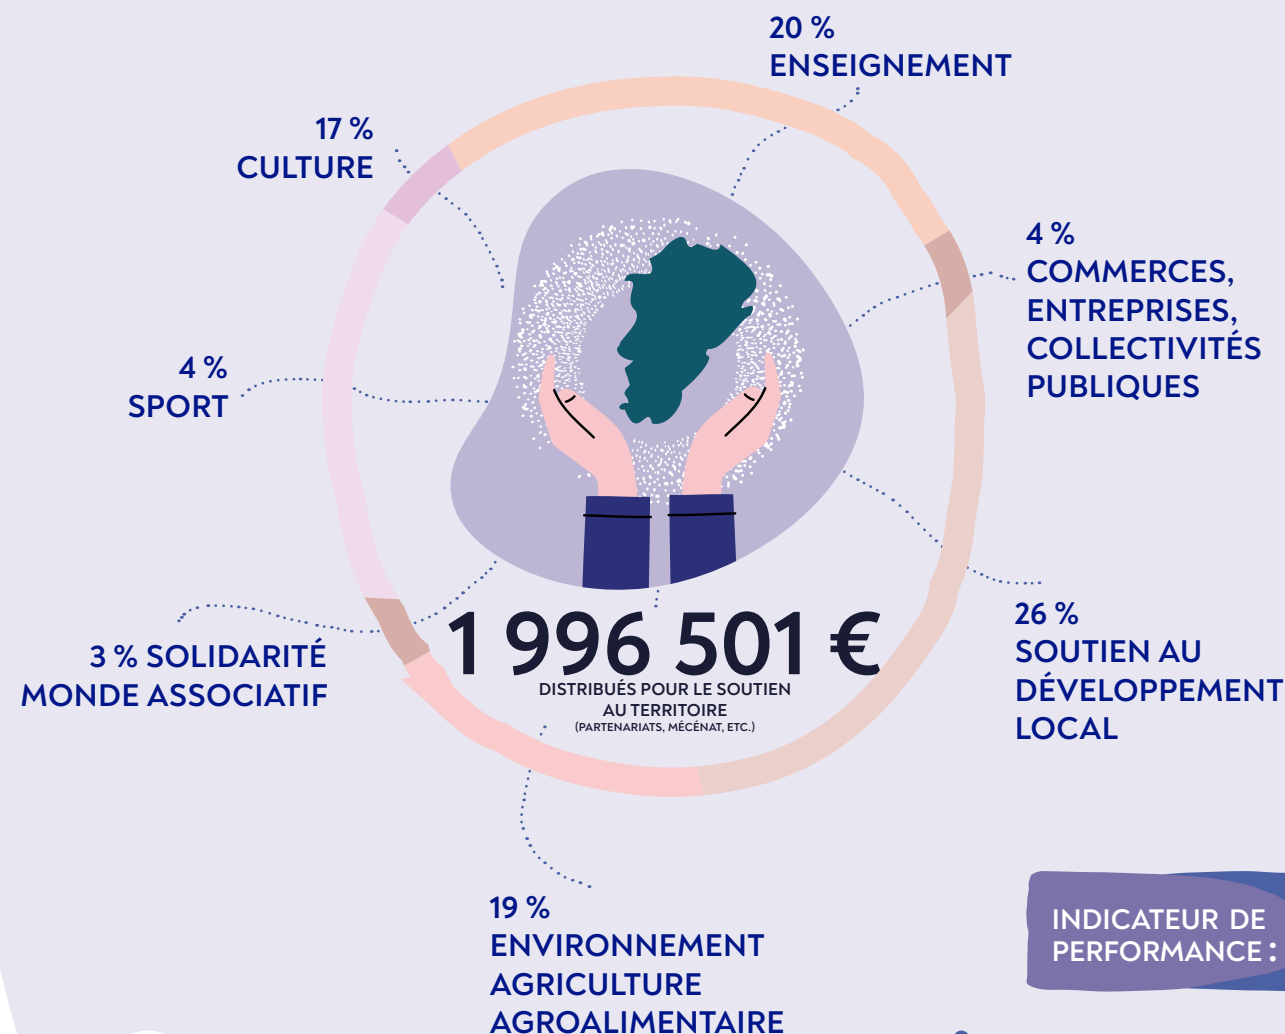 20 %
ENSEIGNEMENT
17 %
CULTURE
4 %
COMMERCES,
ENTREPRISES,
COLLECTIVITÉS
PUBLIQUES
4 %
SPORT
26 %
SOUTIEN AU
DÉVELOPPEMENT
LOCAL
3 % SOLIDARITÉ
MONDE ASSOCIATIF
1 996 501 €
DISTRIBUÉS POUR LE SOUTIEN
AU TERRITOIRE
(PARTENARIATS, MÉCÉNAT, ETC.)
19 %
ENVIRONNEMENT
AGRICULTURE
AGROALIMENTAIRE
INDICATEUR DE
PERFORMANCE :